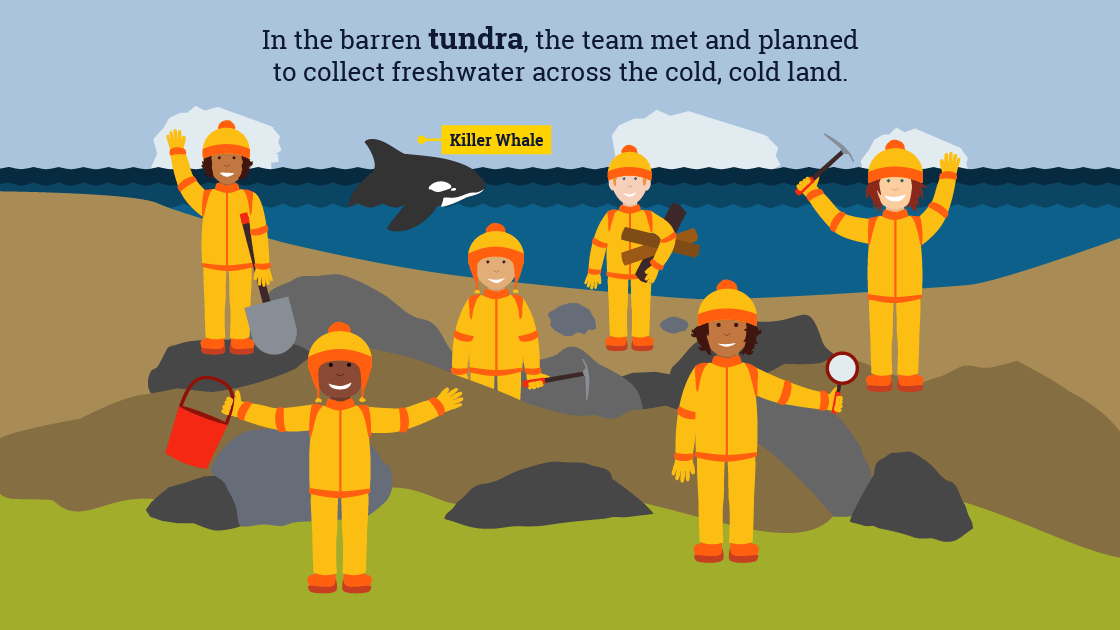 In the barren tundra, the team met and planned
to collect freshwater across the cold, cold land.
Killer Whale